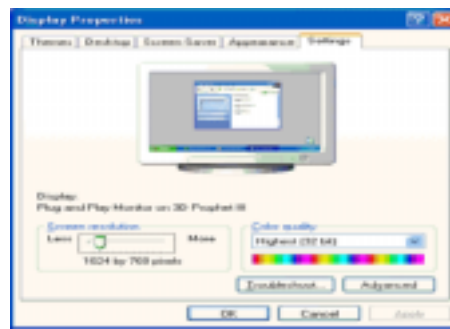 Display Properties
Themes Desktop Screen Saver Appearance Settings
Display:
Plug and Play Monitor on 3D Prophet III
Screen resolution
Less More
1024 by 768 pixels
Color quality
Highest (32 bit)
Troubleshoot... Advanced
OK Cancel Apply